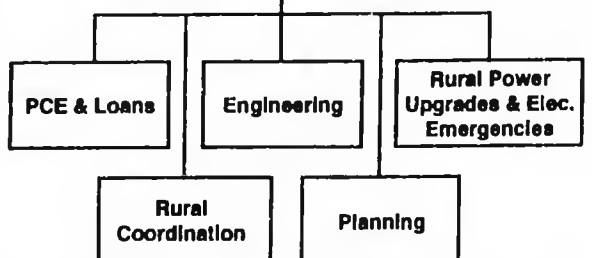 PCE & Loans
Engineering
Rural Power
Upgrades & Elec.
Emergencies
Rural
Coordination
Planning